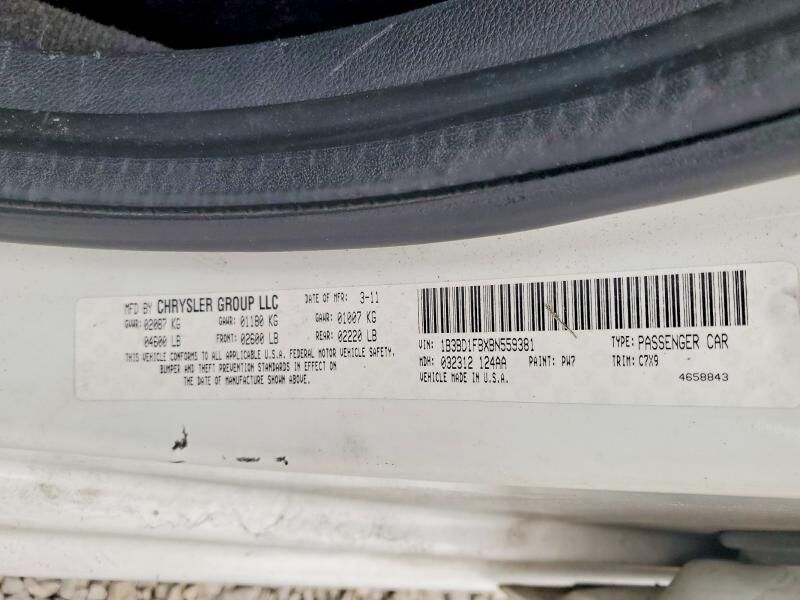 MFD BY CHRYSLER GROUP LLC DATE OF MFR: 3-11
GVWR: 02087 KG GAWR: 01180 KG GAWR: 01007 KG
04600 LB FRONT: 02600 LB REAR: 02220 LB
THIS VEHICLE CONFORMS TO ALL APPLICABLE U.S.A. FEDERAL MOTOR VEHICLE SAFETY,
BUMPER AND THEFT PREVENTION STANDARDS IN EFFECT ON
THE DATE OF MANUFACTURE SHOWN ABOVE.
VIN: 1B3BD1FBXBN559381 TYPE: PASSENGER CAR
MDH: 032312 124AA PAINT: PW7 TRIM: C7X9
VEHICLE MADE IN U.S.A. 4658843